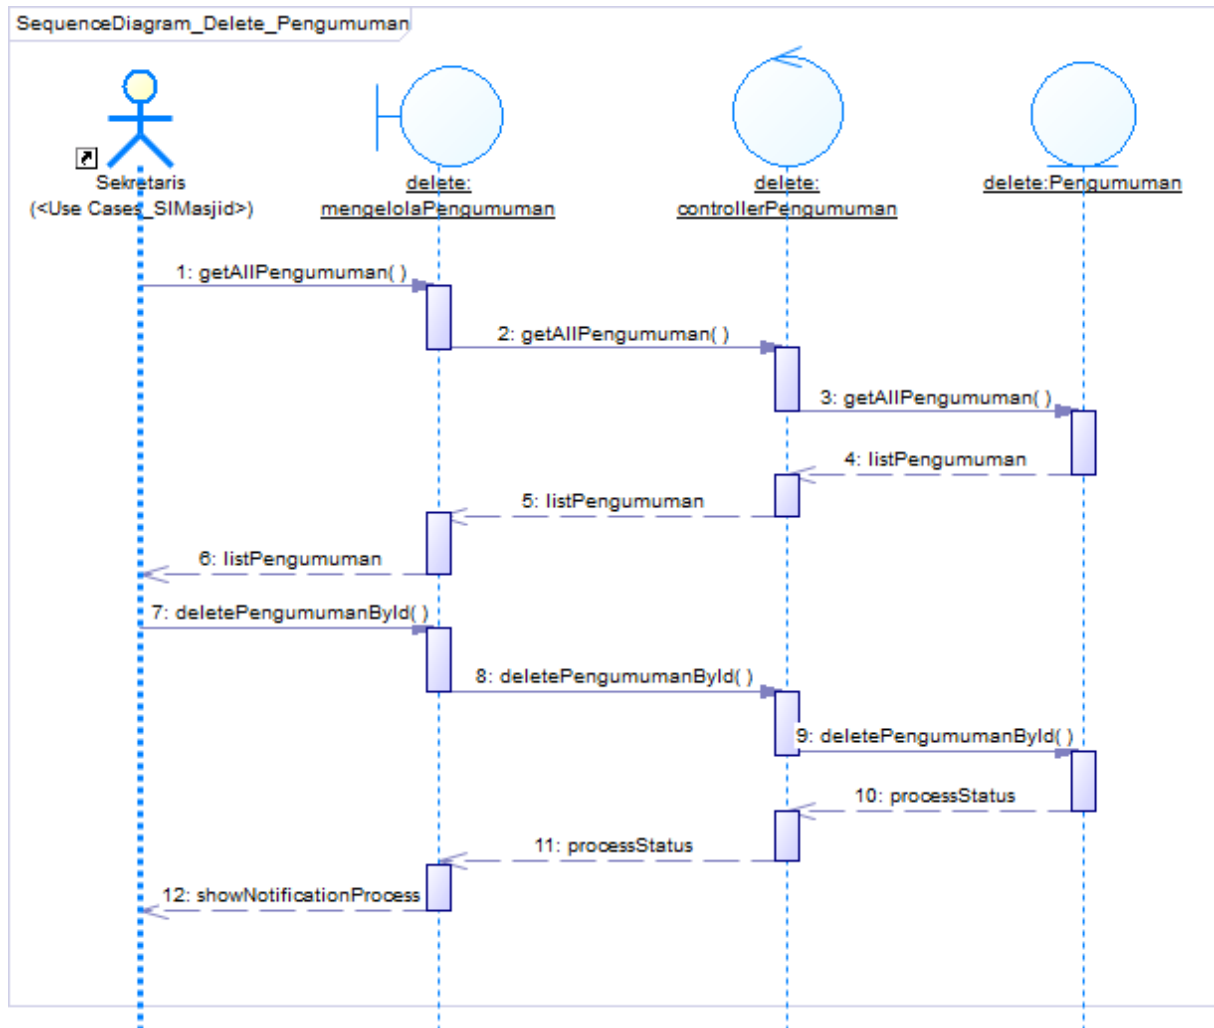 SequenceDiagram_Delete_Pengumuman
Sekretaris
(<Use Cases_SIMasjid>)
delete:
mengelolaPengumuman
delete:
controllerPengumuman
delete:Pengumuman
1: getAllPengumuman( )
2: getAllPengumuman( )
3: getAllPengumuman( )
4: listPengumuman
5: listPengumuman
6: listPengumuman
7: deletePengumumanById( )
8: deletePengumumanById( )
9: deletePengumumanById( )
10: processStatus
11: processStatus
12: showNotificationProcess